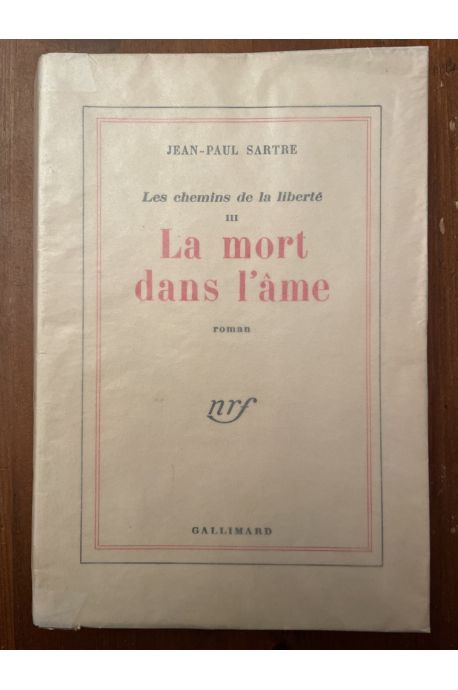 JEAN-PAUL SARTRE
Les chemins de la liberté
III
La mort
dans l'âme
roman
nrf
GALLIMARD